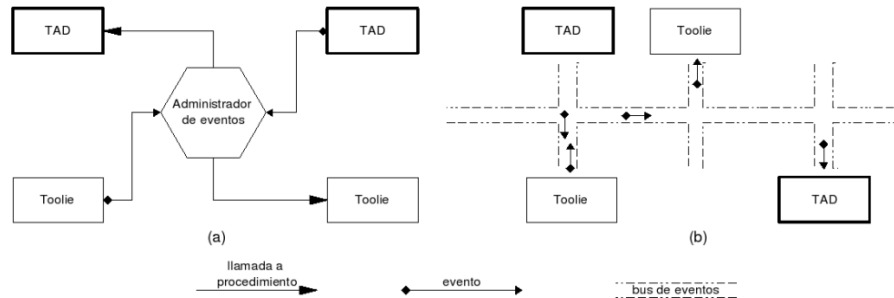 TAD
TAD
Administrador
de eventos
Toolie
Toolie
(a)
TAD
Toolie
Toolie
TAD
(b)
llamada a
procedimiento
evento
bus de eventos